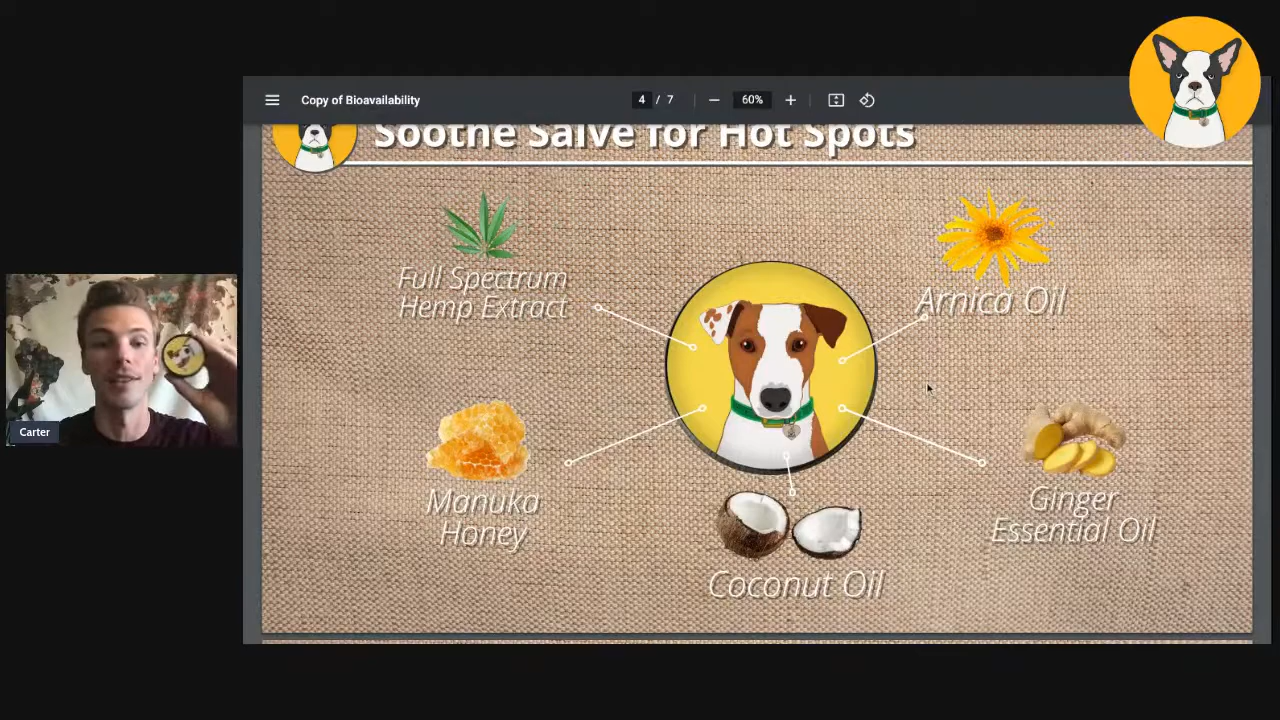 Copy of Bioavailability
4 / 7
60%
Soothe Salve for Hot Spots
Full Spectrum
Hemp Extract
Arnica Oil
Manuka
Honey
Ginger
Essential Oil
Coconut Oil
Carter